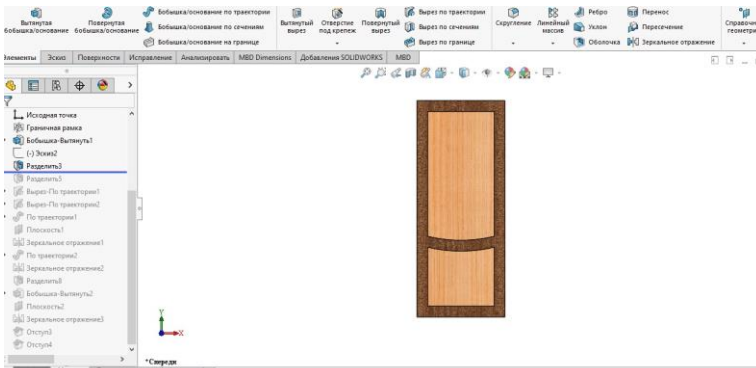 Вытянутая бобышка/основание
Повернутая бобышка/основание
Бобышка/основание по траектории
Бобышка/основание по сечениям
Бобышка/основание на границе
Вытянутый вырез
Отверстие под крепеж
Повернутый вырез
Вырез по траектории
Вырез по сечениям
Вырез по границе
Скругление
Линейный массив
Ребро
Уклон
Оболочка
Перенос
Пересечение
Зеркальное отражение
Справочн
геометри
Элементы Эскиз Поверхности Исправление Анализировать MBD Dimensions Добавления SOLIDWORKS MBD
Исходная точка
Граничная рамка
Бобышка-Вытянуть1
(-) Эскиз2
Разделить3
Разделить5
Вырез-По траектории1
Вырез-По траектории2
По траектории1
Плоскость1
Зеркальное отражение1
По траектории2
Зеркальное отражение2
Разделить8
Бобышка-Вытянуть2
Плоскость2
Зеркальное отражение3
Отступ3
Отступ4
Y
X
*Спереди